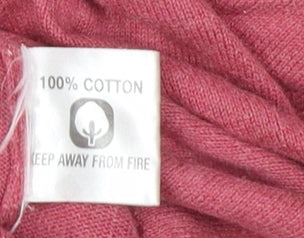 100% COTTON
KEEP AWAY FROM FIRE